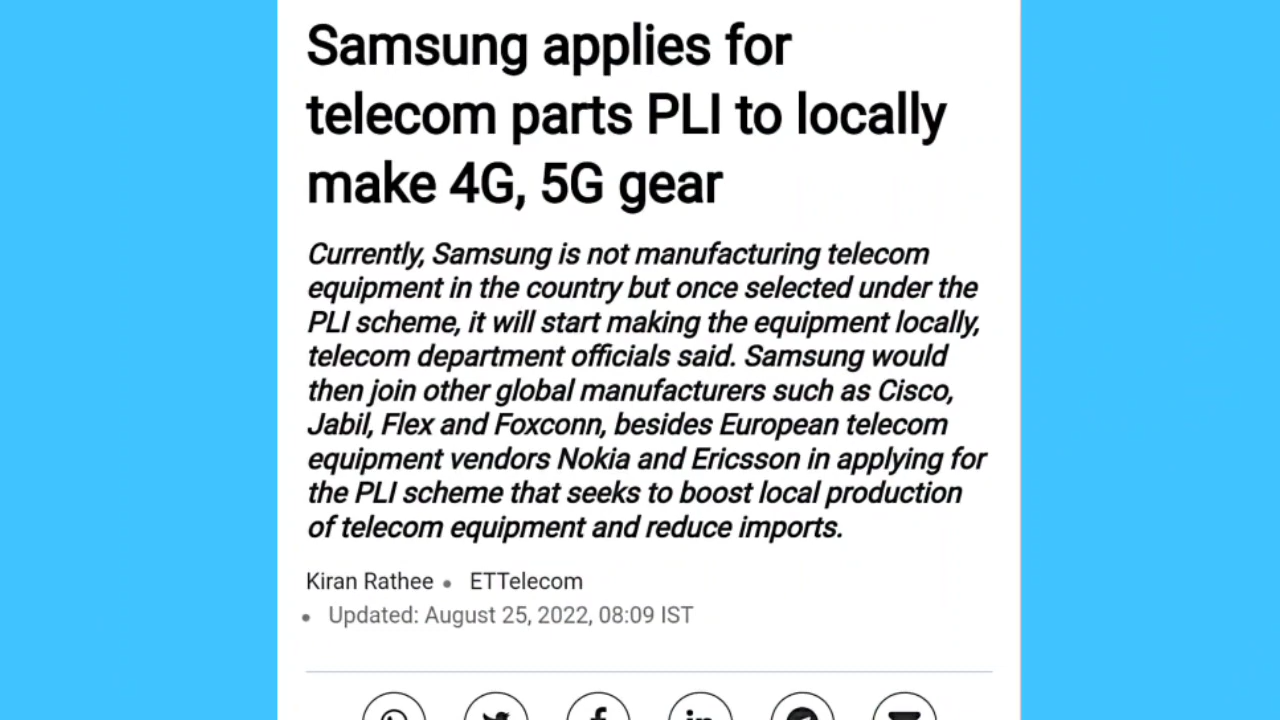 Samsung applies for
telecom parts PLI to locally
make 4G, 5G gear
Currently, Samsung is not manufacturing telecom
equipment in the country but once selected under the
PLI scheme, it will start making the equipment locally,
telecom department officials said. Samsung would
then join other global manufacturers such as Cisco,
Jabil, Flex and Foxconn, besides European telecom
equipment vendors Nokia and Ericsson in applying for
the PLI scheme that seeks to boost local production
of telecom equipment and reduce imports.
Kiran Rathee • ETTelecom
• Updated: August 25, 2022, 08:09 IST